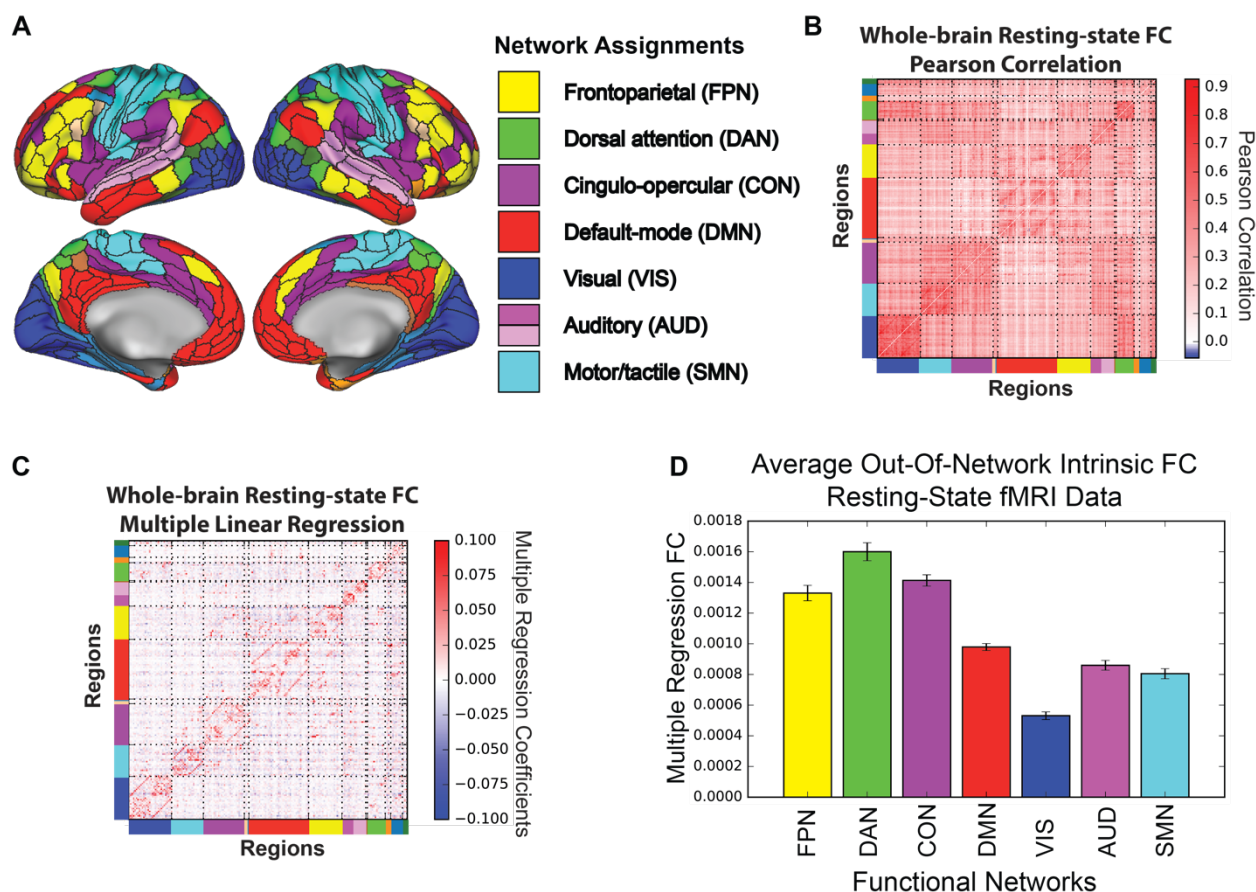 A
Network Assignments
Frontoparietal (FPN)
Dorsal attention (DAN)
Cingulo-opercular (CON)
Default-mode (DMN)
Visual (VIS)
Auditory (AUD)
Motor/tactile (SMN)
B
Whole-brain Resting-state FC
Pearson Correlation
Regions
Regions
0.9
0.8
0.7
0.6
0.5
0.4
0.3
0.2
0.1
0.0
Pearson Correlation
C
Whole-brain Resting-state FC
Multiple Linear Regression
Regions
Regions
0.100
0.075
0.050
0.025
0.000
−0.025
−0.050
−0.075
−0.100
Multiple Regression Coefficients
D
Average Out-Of-Network Intrinsic FC
Resting-State fMRI Data
Multiple Regression FC
0.0018
0.0016
0.0014
0.0012
0.0010
0.0008
0.0006
0.0004
0.0002
0.0000
FPN
DAN
CON
DMN
VIS
AUD
SMN
Functional Networks